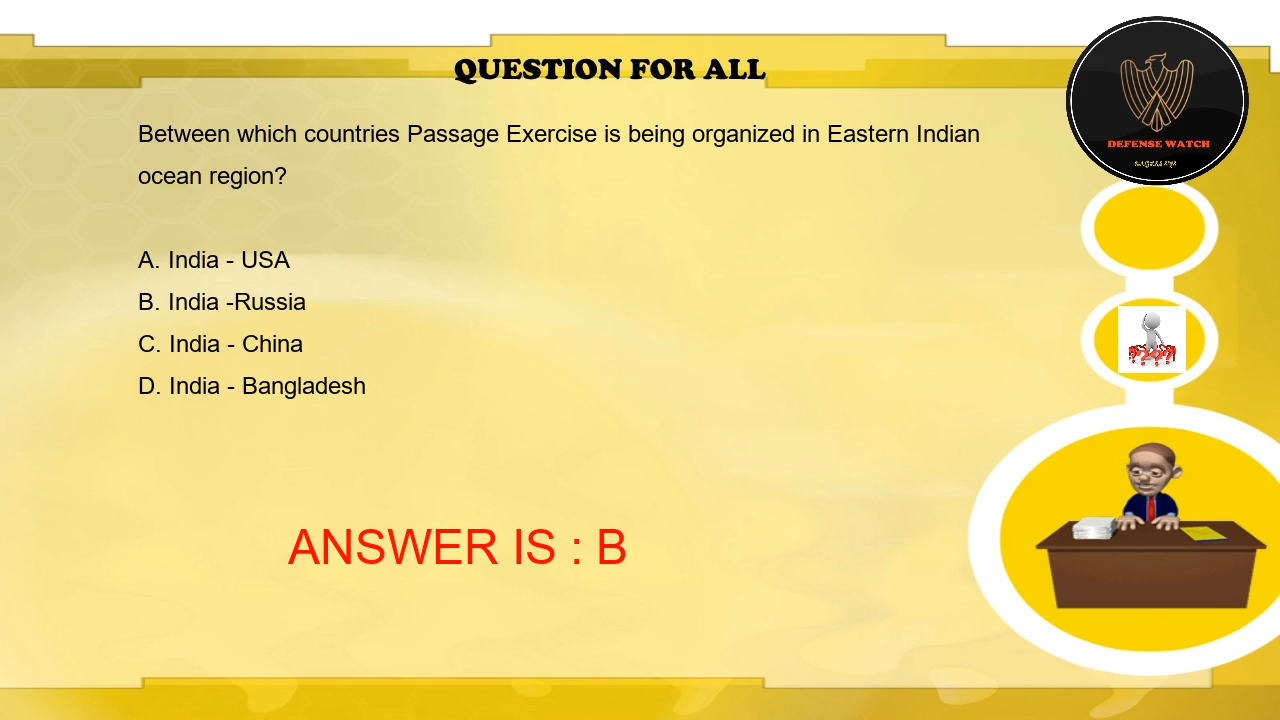 QUESTION FOR ALL
Between which countries Passage Exercise is being organized in Eastern Indian
ocean region?
A. India - USA
B. India -Russia
C. India - China
D. India - Bangladesh
ANSWER IS : B
DEFENSE WATCH
????